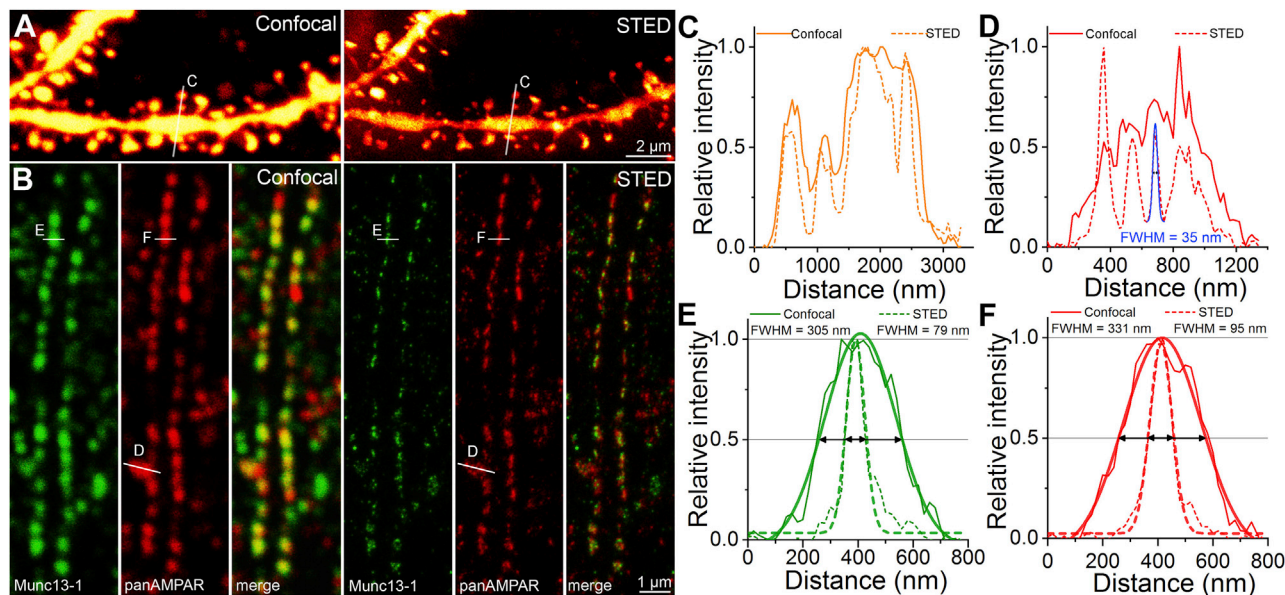 A
Confocal
C
STED
C
2 µm
B
Confocal
STED
E
F
D
Munc13-1
panAMPAR
merge
E
F
D
Munc13-1
panAMPAR
merge
1 µm
C
Confocal
STED
Relative intensity
1.0
0.5
0.0
0
1000
2000
3000
Distance (nm)
D
Confocal
STED
Relative intensity
1.0
0.5
0.0
FWHM = 35 nm
0
400
800
1200
Distance (nm)
E
Confocal
STED
FWHM = 305 nm
FWHM = 79 nm
Relative intensity
1.0
0.5
0.0
0
200
400
600
800
Distance (nm)
F
Confocal
STED
FWHM = 331 nm
FWHM = 95 nm
Relative intensity
1.0
0.5
0.0
0
200
400
600
800
Distance (nm)